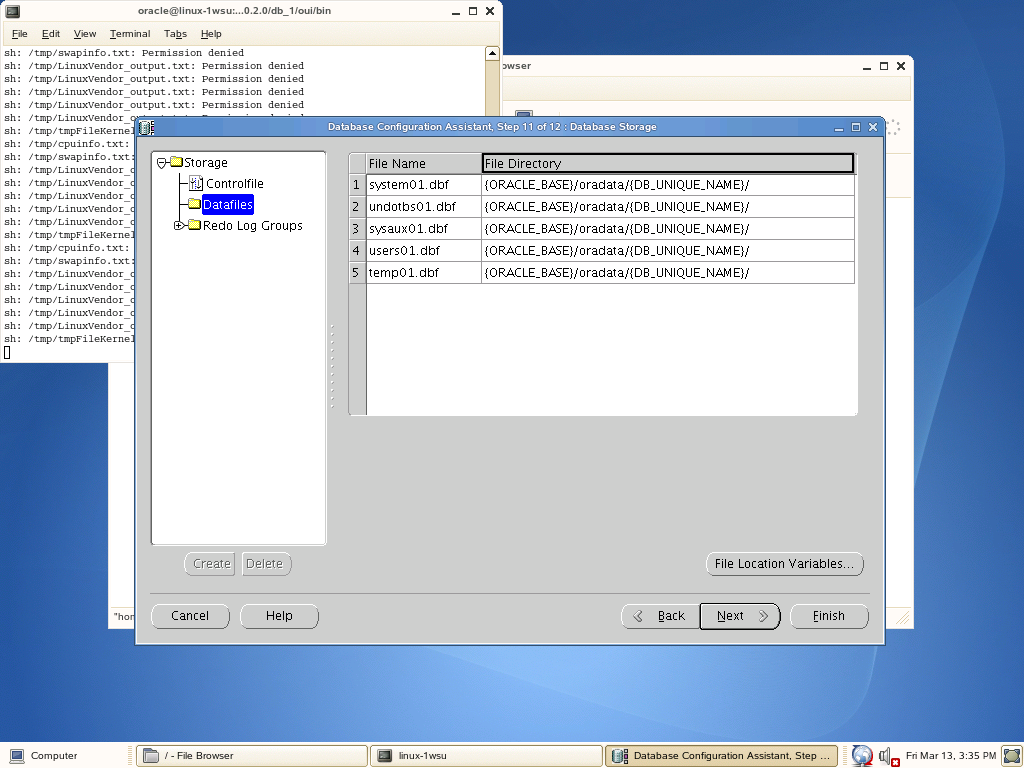 oracle@linux-1wsu:...0.2.0/db_1/oui/bin
File Edit View Terminal Tabs Help
sh: /tmp/swapinfo.txt: Permission denied
sh: /tmp/LinuxVendor_output.txt: Permission denied
sh: /tmp/LinuxVendor_output.txt: Permission denied
sh: /tmp/LinuxVendor_output.txt: Permission denied
sh: /tmp/LinuxVendor_output.txt: Permission denied
sh: /tmp/LinuxVendor_o
sh: /tmp/tmpFileKernel
sh: /tmp/cpuinfo.txt:
sh: /tmp/swapinfo.txt:
sh: /tmp/LinuxVendor_o
sh: /tmp/LinuxVendor_o
sh: /tmp/LinuxVendor_o
sh: /tmp/LinuxVendor_o
sh: /tmp/tmpFileKernel
sh: /tmp/cpuinfo.txt:
sh: /tmp/swapinfo.txt:
sh: /tmp/LinuxVendor_o
sh: /tmp/LinuxVendor_o
sh: /tmp/LinuxVendor_o
sh: /tmp/LinuxVendor_o
sh: /tmp/tmpFileKernel
owser
"hon
Database Configuration Assistant, Step 11 of 12 : Database Storage
Storage
Controlfile
Datafiles
Redo Log Groups
File Name File Directory
1 system01.dbf {ORACLE_BASE}/oradata/{DB_UNIQUE_NAME}/
2 undotbs01.dbf {ORACLE_BASE}/oradata/{DB_UNIQUE_NAME}/
3 sysaux01.dbf {ORACLE_BASE}/oradata/{DB_UNIQUE_NAME}/
4 users01.dbf {ORACLE_BASE}/oradata/{DB_UNIQUE_NAME}/
5 temp01.dbf {ORACLE_BASE}/oradata/{DB_UNIQUE_NAME}/
Create Delete File Location Variables...
Cancel Help Back Next Finish
Computer / - File Browser linux-1wsu Database Configuration Assistant, Step ... Fri Mar 13, 3:35 PM